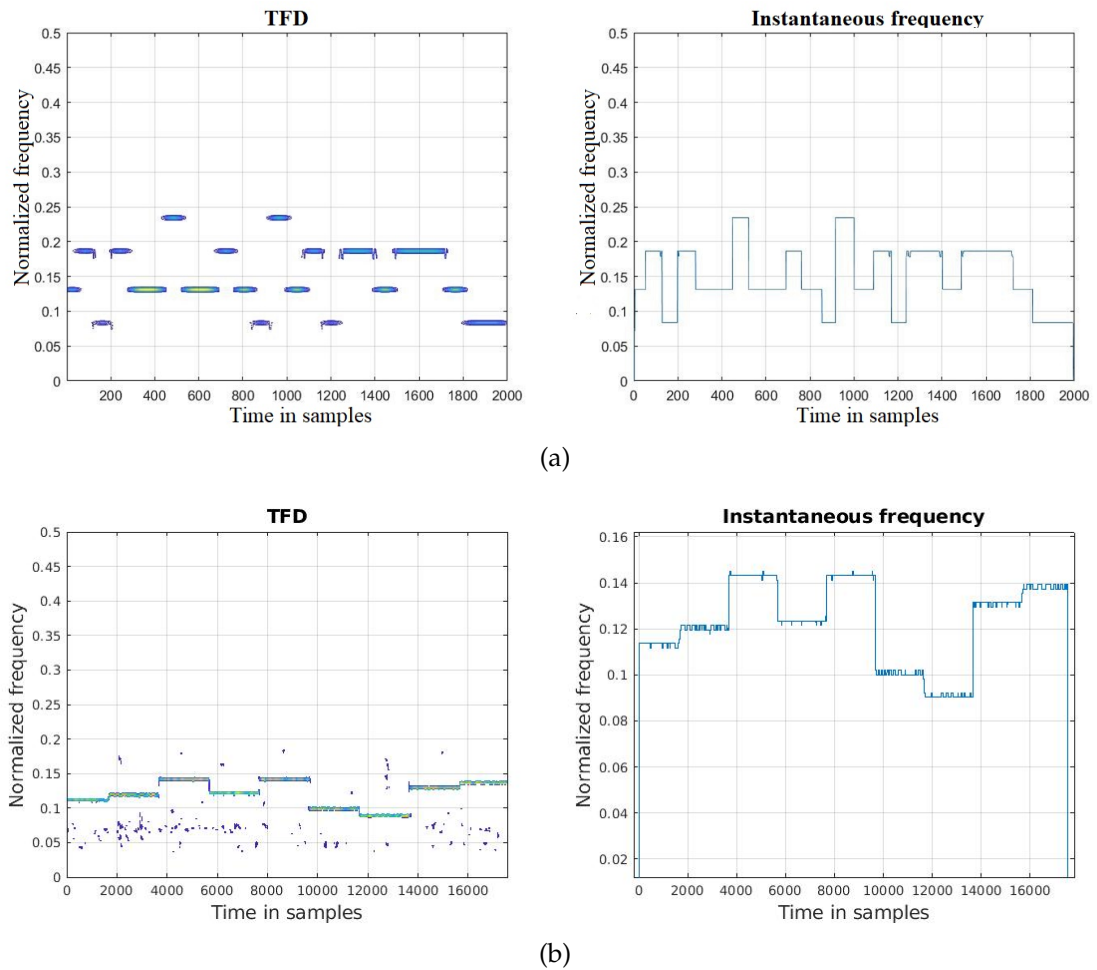 TFD
0.5
0.45
0.4
0.35
0.3
0.25
0.2
0.15
0.1
0.05
0
Normalized frequency
200 400 600 800 1000 1200 1400 1600 1800 2000
Time in samples
Instantaneous frequency
0.5
0.45
0.4
0.35
0.3
0.25
0.2
0.15
0.1
0.05
0
Normalized frequency
0 200 400 600 800 1000 1200 1400 1600 1800 2000
Time in samples
(a)
TFD
0.5
0.45
0.4
0.35
0.3
0.25
0.2
0.15
0.1
0.05
0
Normalized frequency
0 2000 4000 6000 8000 10000 12000 14000 16000
Time in samples
Instantaneous frequency
0.16
0.14
0.12
0.1
0.08
0.06
0.04
0.02
Normalized frequency
0 2000 4000 6000 8000 10000 12000 14000 16000
Time in samples
(b)